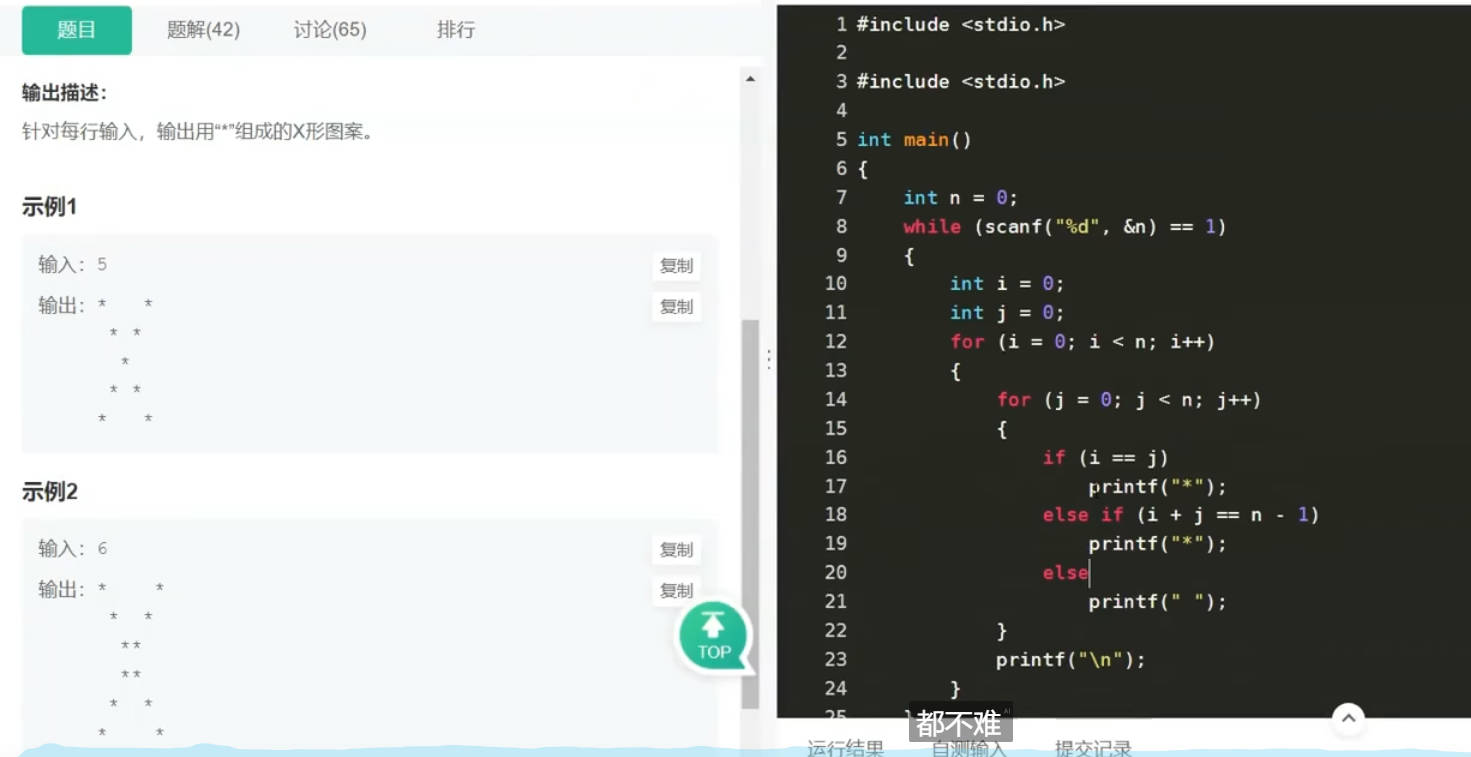 题目 题解(42) 讨论(65) 排行
输出描述：
针对每行输入，输出用“*”组成的X形图案。
示例1
输入：5 复制
输出：*   * 复制
 * *
  *
 * *
*   *
示例2
输入：6 复制
输出：*    * 复制
 *  *
  **
  **
 *  *
*    *
TOP
1 #include <stdio.h>
2
3 #include <stdio.h>
4
5 int main()
6 {
7     int n = 0;
8     while (scanf("%d", &n) == 1)
9     {
10         int i = 0;
11         int j = 0;
12         for (i = 0; i < n; i++)
13         {
14             for (j = 0; j < n; j++)
15             {
16                 if (i == j)
17                     printf("*");
18                 else if (i + j == n - 1)
19                     printf("*");
20                 else
21                     printf(" ");
22             }
23             printf("\n");
24         }
25     }
都不难
运行结果 自测输入 提交记录